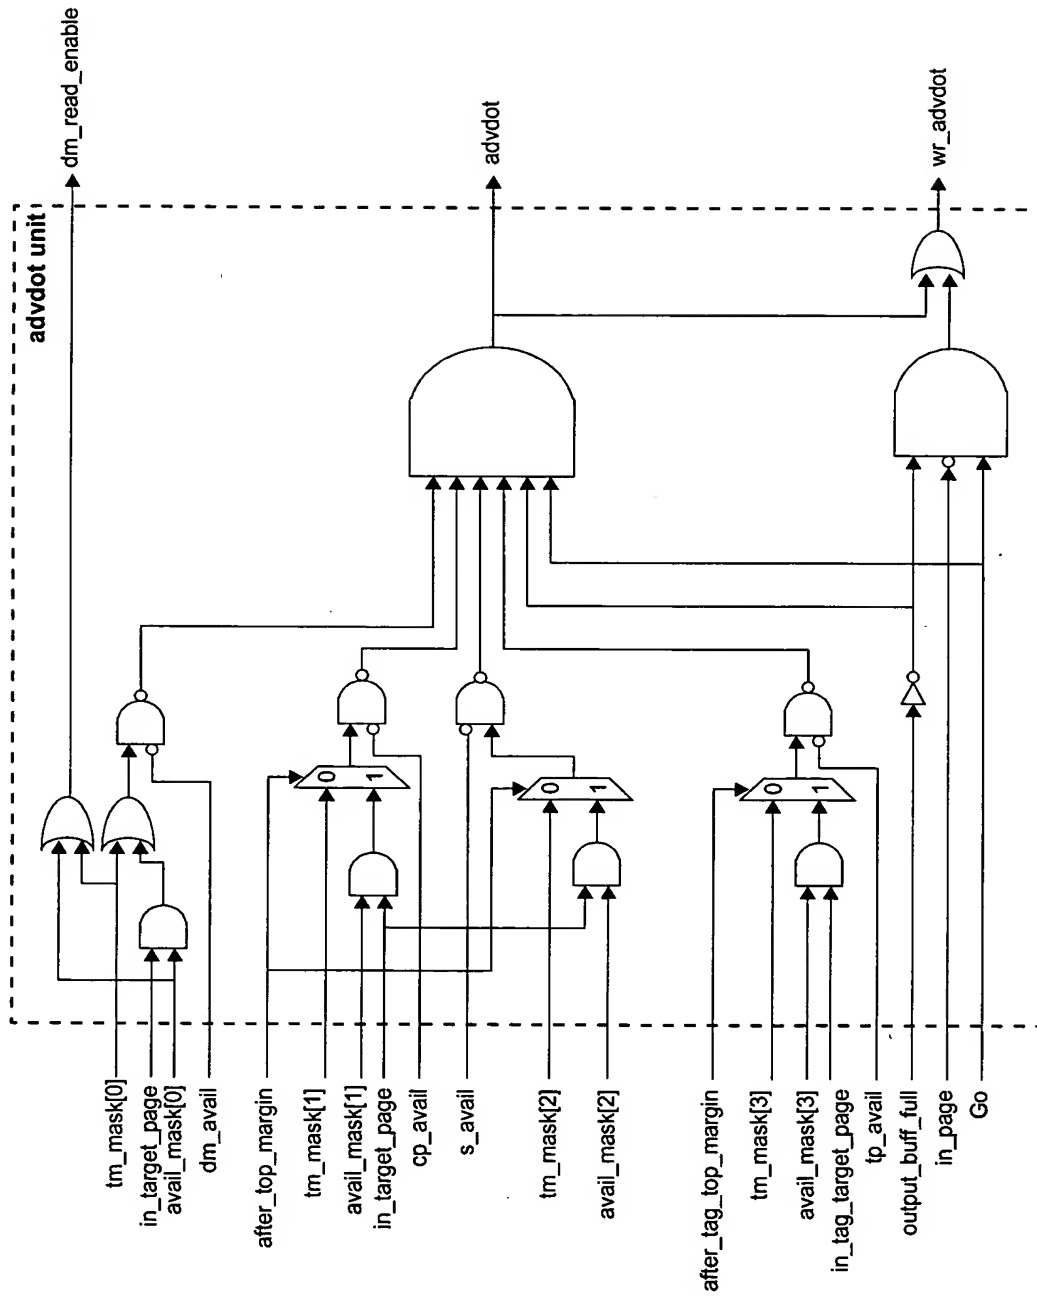 dm_read_enable
advdot
wr_advdot
advdot unit
0
1
0
1
0
1
tm_mask[0]
in_target_page
avail_mask[0]
dm_avail
after_top_margin
tm_mask[1]
avail_mask[1]
in_target_page
cp_avail
s_avail
tm_mask[2]
avail_mask[2]
after_tag_top_margin
tm_mask[3]
avail_mask[3]
in_tag_target_page
tp_avail
output_buff_full
in_page
Go